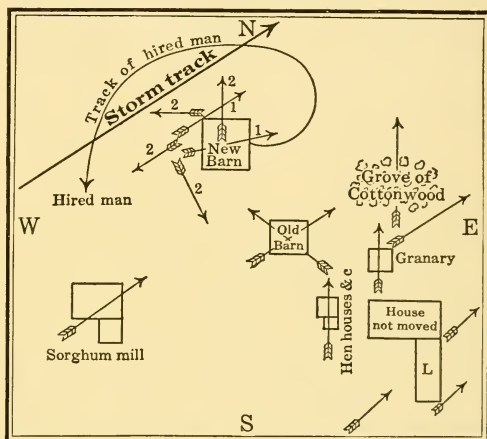 N
Track of hired man
Storm track
2
2
1
1
New
Barn
2
2
Hired man
W
Grove of
Cottonwood
E
Old
×
Barn
Granary
Hen houses & c
House
not moved
Sorghum mill
L
S